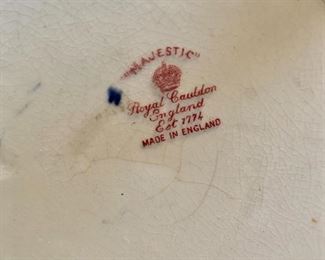 "MAJESTIC"
Royal Cauldon
England
Est 1774
MADE IN ENGLAND